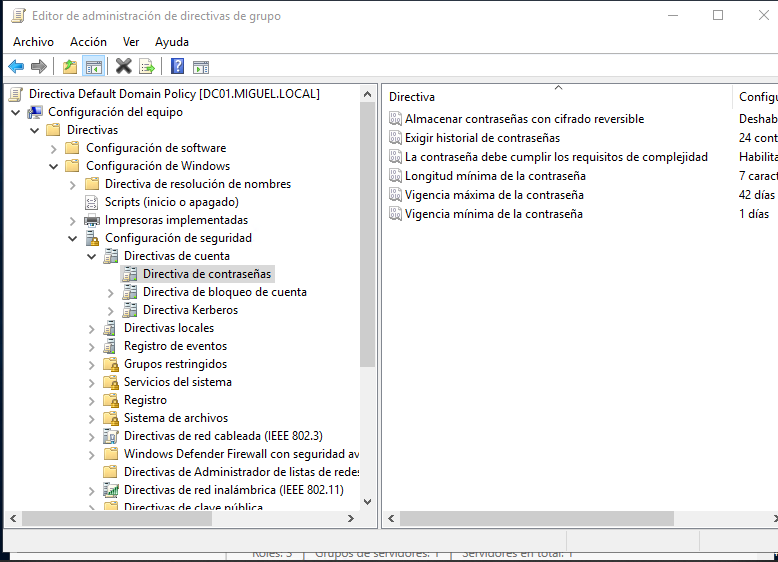 Editor de administración de directivas de grupo
Archivo Acción Ver Ayuda
Directiva Default Domain Policy [DC01.MIGUEL.LOCAL]
Configuración del equipo
Directivas
Configuración de software
Configuración de Windows
Directiva de resolución de nombres
Scripts (inicio o apagado)
Impresoras implementadas
Configuración de seguridad
Directivas de cuenta
Directiva de contraseñas
Directiva de bloqueo de cuenta
Directiva Kerberos
Directivas locales
Registro de eventos
Grupos restringidos
Servicios del sistema
Registro
Sistema de archivos
Directivas de red cableada (IEEE 802.3)
Windows Defender Firewall con seguridad av
Directivas de Administrador de listas de redes
Directivas de red inalámbrica (IEEE 802.11)
Directivas de clave pública
Directiva Configu
Almacenar contraseñas con cifrado reversible Deshab
Exigir historial de contraseñas 24 cont
La contraseña debe cumplir los requisitos de complejidad Habilita
Longitud mínima de la contraseña 7 caract
Vigencia máxima de la contraseña 42 días
Vigencia mínima de la contraseña 1 días
Roles: 5 | Grupos de servidores: 1 | Servidores en total: 1